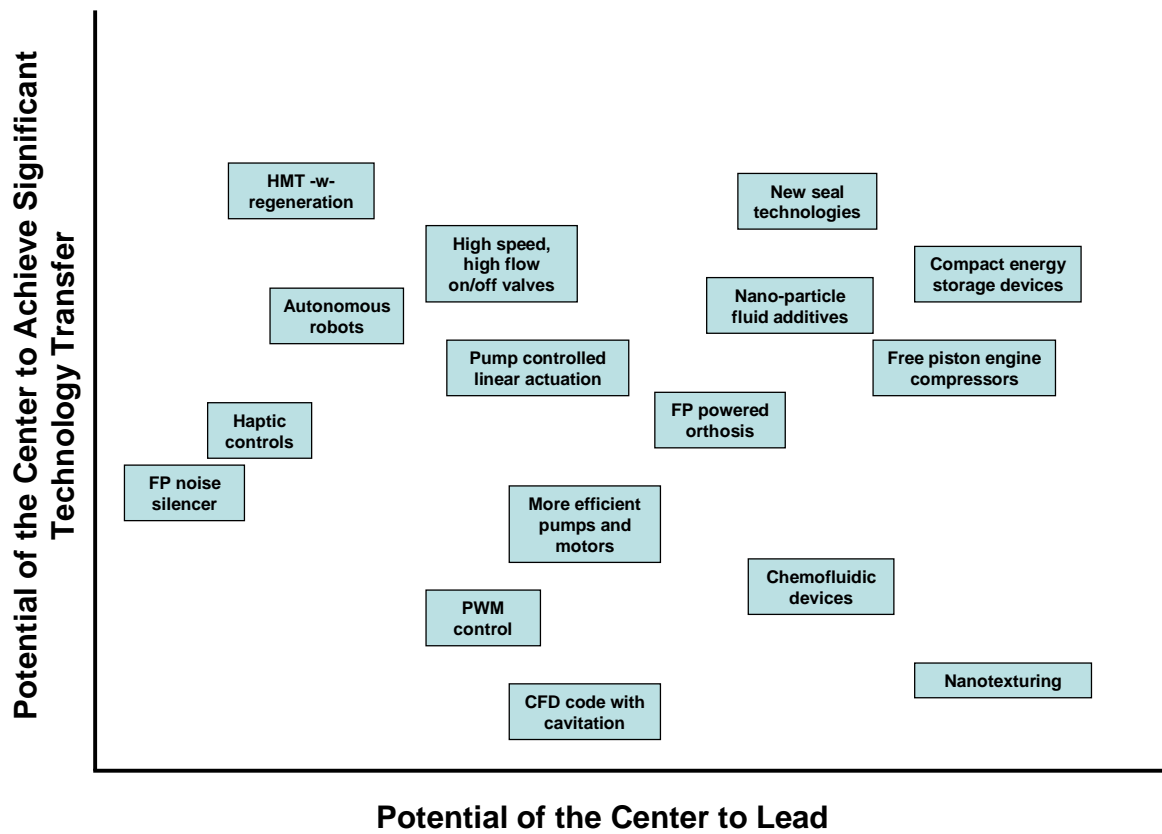 Potential of the Center to Achieve Significant
Technology Transfer
HMT -w-
regeneration
New seal
technologies
High speed,
high flow
on/off valves
Compact energy
storage devices
Autonomous
robots
Nano-particle
fluid additives
Pump controlled
linear actuation
Free piston engine
compressors
Haptic
controls
FP powered
orthosis
FP noise
silencer
More efficient
pumps and
motors
Chemofluidic
devices
PWM
control
Nanotexturing
CFD code with
cavitation
Potential of the Center to Lead